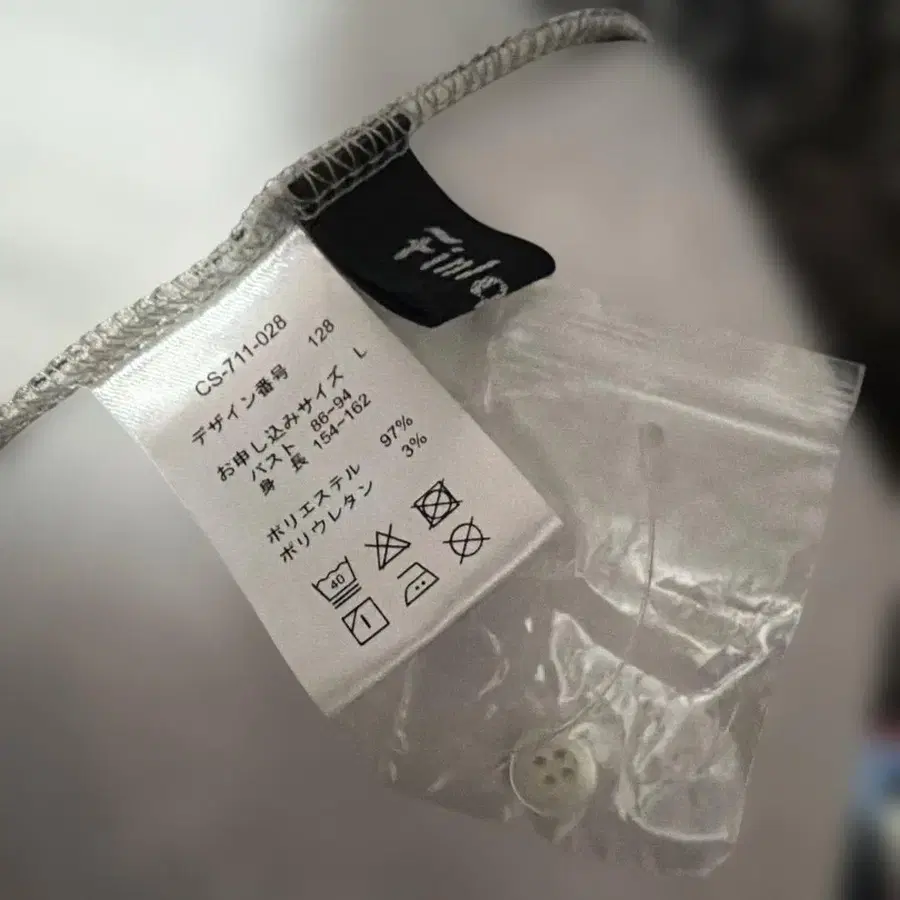 Finlo
CS-711-028
デザイン番号 128
お申し込みサイズ L
バスト 86-94
身 長 154-162
ポリエステル 97%
ポリウレタン 3%
40